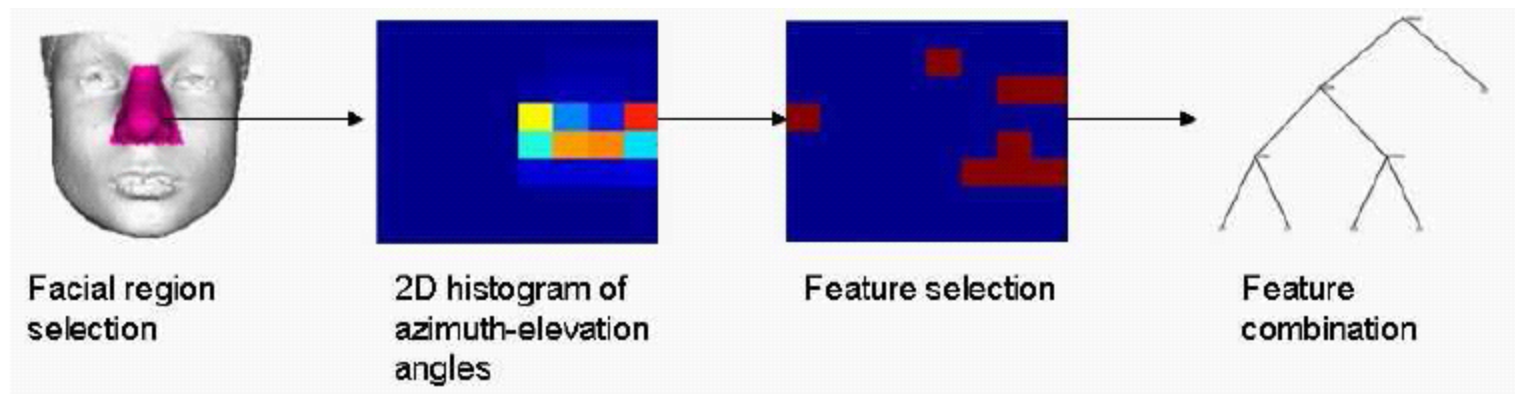 Facial region
selection
2D histogram of
azimuth-elevation
angles
Feature selection
Feature
combination